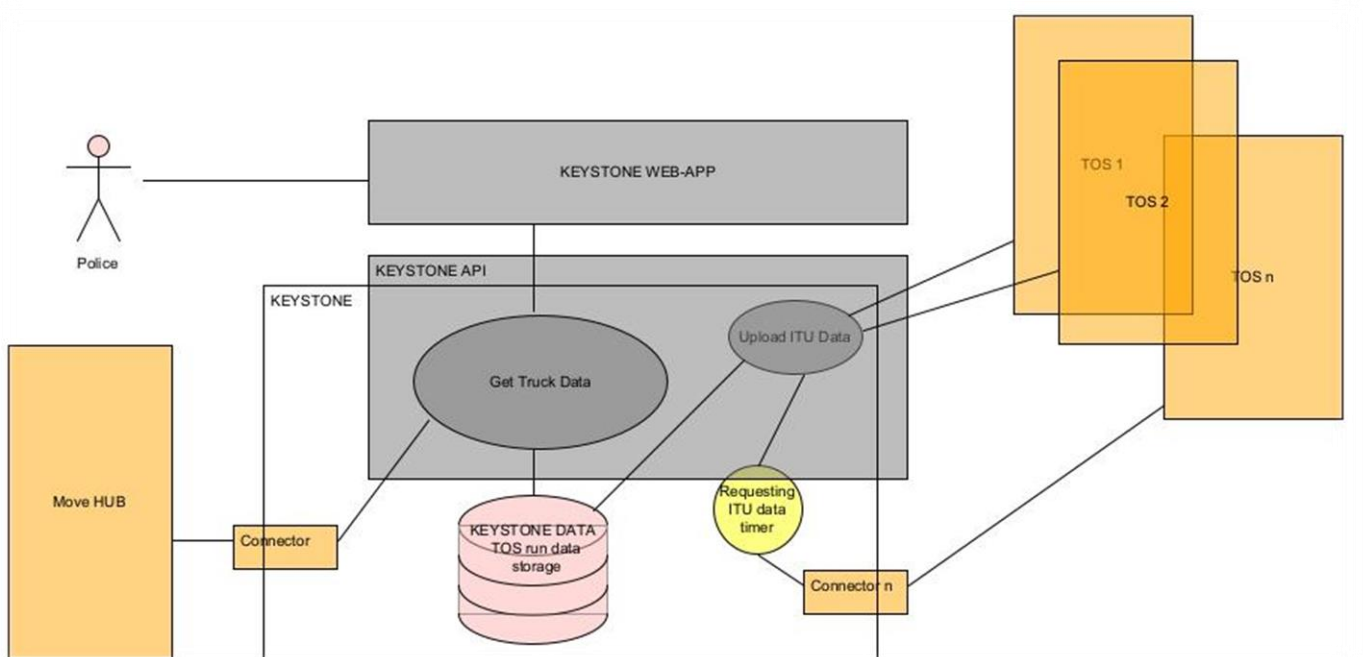 KEYSTONE WEB-APP
Police
KEYSTONE API
KEYSTONE
Get Truck Data
Upload ITU Data
TOS 1
TOS 2
TOS n
Move HUB
Connector
KEYSTONE DATA
TOS run data
storage
Requesting
ITU data
timer
Connector n